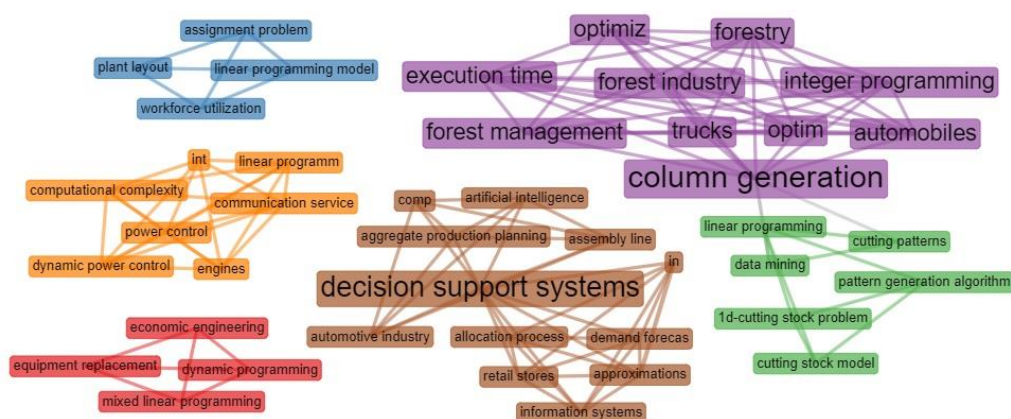 assignment problem
plant layout
linear programming model
workforce utilization
optimiz
forestry
execution time
forest industry
integer programming
forest management
trucks
optim
automobiles
column generation
int
linear programm
computational complexity
communication service
power control
dynamic power control
engines
comp
artificial intelligence
aggregate production planning
assembly line
in
decision support systems
automotive industry
allocation process
demand forecas
retail stores
approximations
information systems
linear programming
cutting patterns
data mining
pattern generation algorithm
1d-cutting stock problem
cutting stock model
economic engineering
equipment replacement
dynamic programming
mixed linear programming